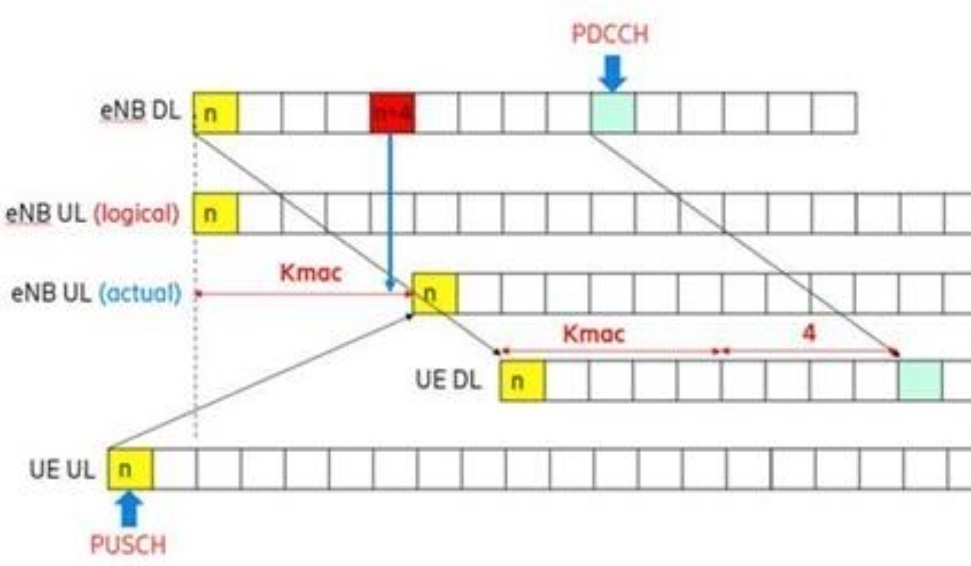 PDCCH
eNB DL
n
n+4
eNB UL (logical)
n
Kmac
eNB UL (actual)
n
Kmac
4
UE DL
n
UE UL
n
PUSCH